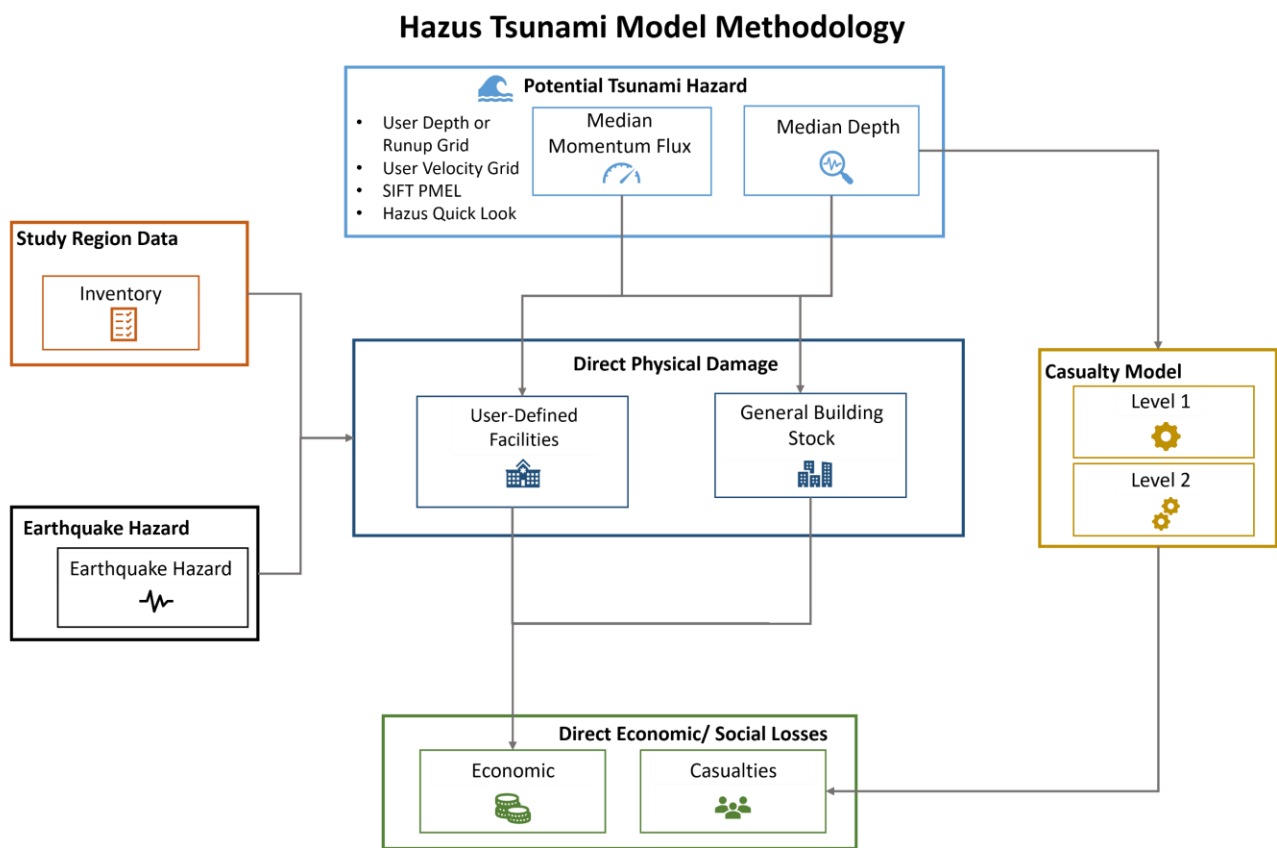 Hazus Tsunami Model Methodology
Potential Tsunami Hazard
• User Depth or
Runup Grid
• User Velocity Grid
• SIFT PMEL
• Hazus Quick Look
Median
Momentum Flux
Median Depth
Study Region Data
Inventory
Earthquake Hazard
Earthquake Hazard
Direct Physical Damage
User-Defined
Facilities
General Building
Stock
Casualty Model
Level 1
Level 2
Direct Economic/ Social Losses
Economic
Casualties